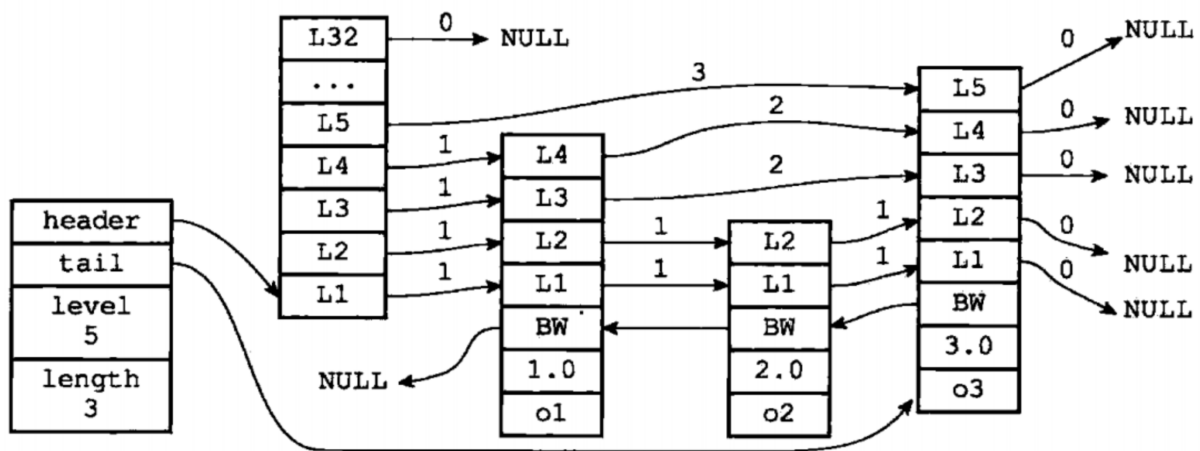 header
tail
level
5
length
3
L32
...
L5
L4
L3
L2
L1
0
NULL
3
1
1
1
1
L4
L3
L2
L1
BW
1.0
o1
NULL
2
2
1
1
L2
L1
BW
2.0
o2
1
1
L5
L4
L3
L2
L1
BW
3.0
o3
0
NULL
0
NULL
0
NULL
0
NULL
0
NULL